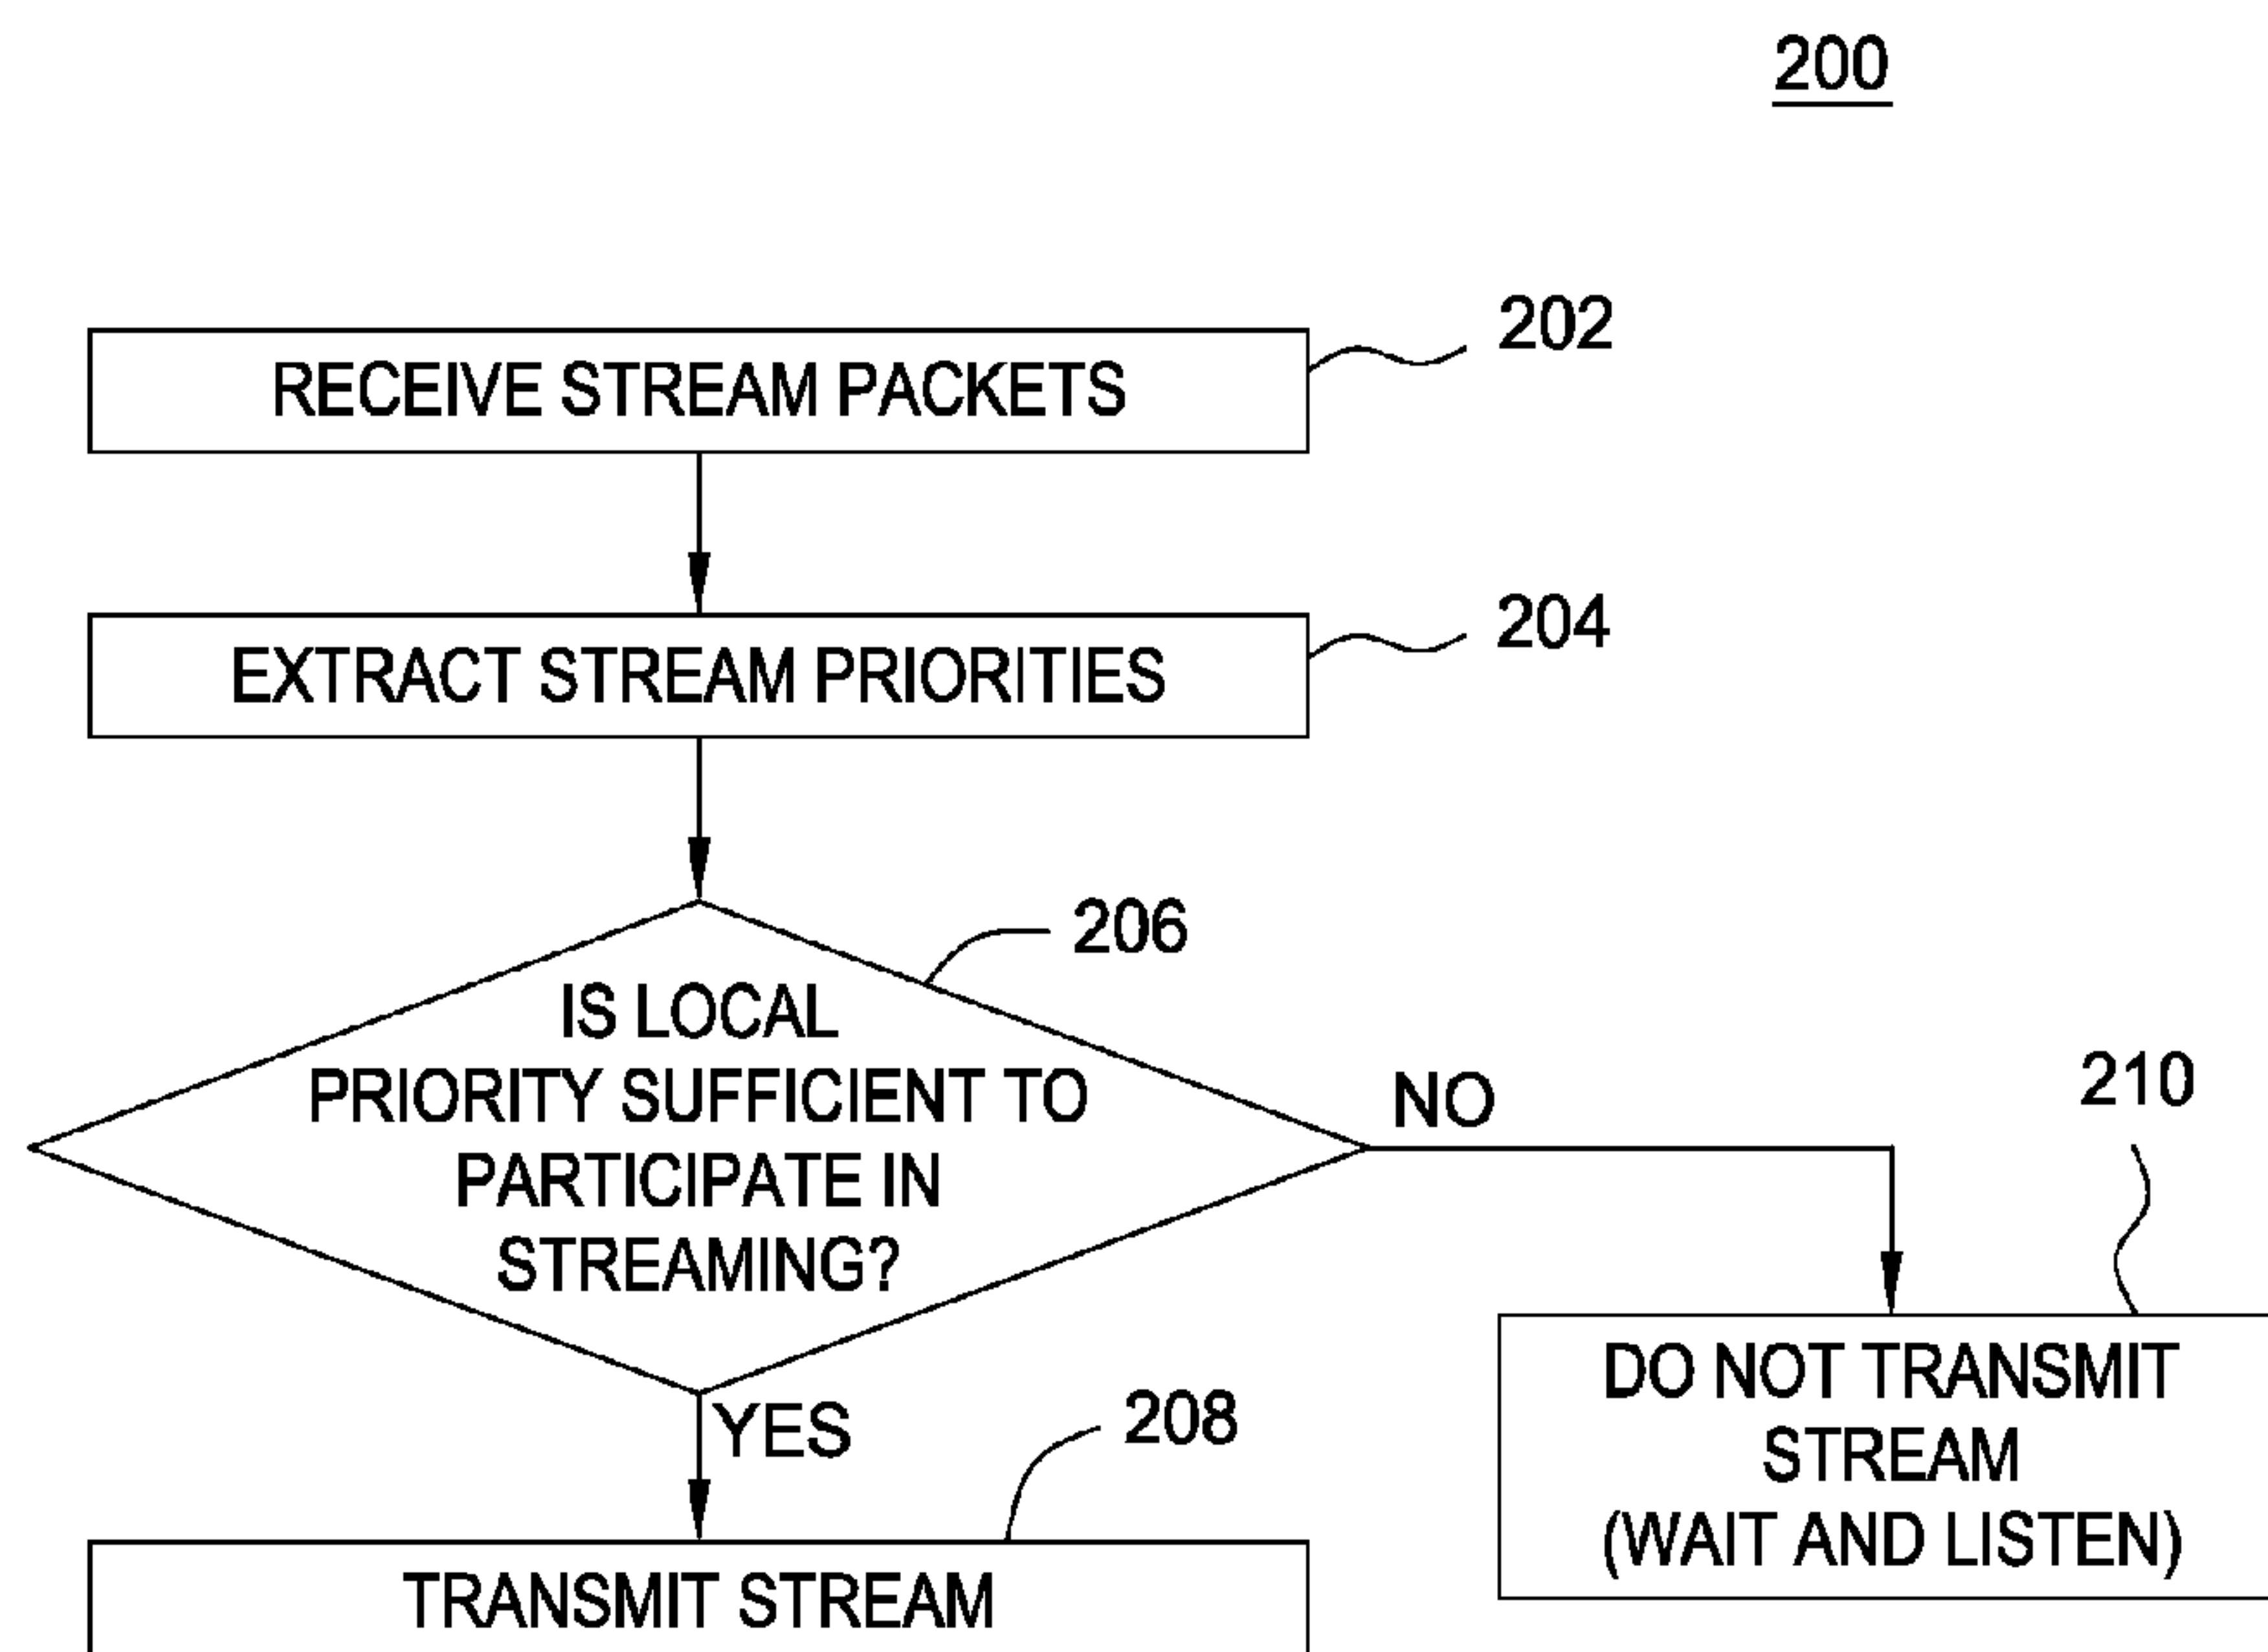 200
RECEIVE STREAM PACKETS
202
EXTRACT STREAM PRIORITIES
204
206
IS LOCAL
PRIORITY SUFFICIENT TO
PARTICIPATE IN
STREAMING?
NO
210
YES
208
DO NOT TRANSMIT
STREAM
(WAIT AND LISTEN)
TRANSMIT STREAM